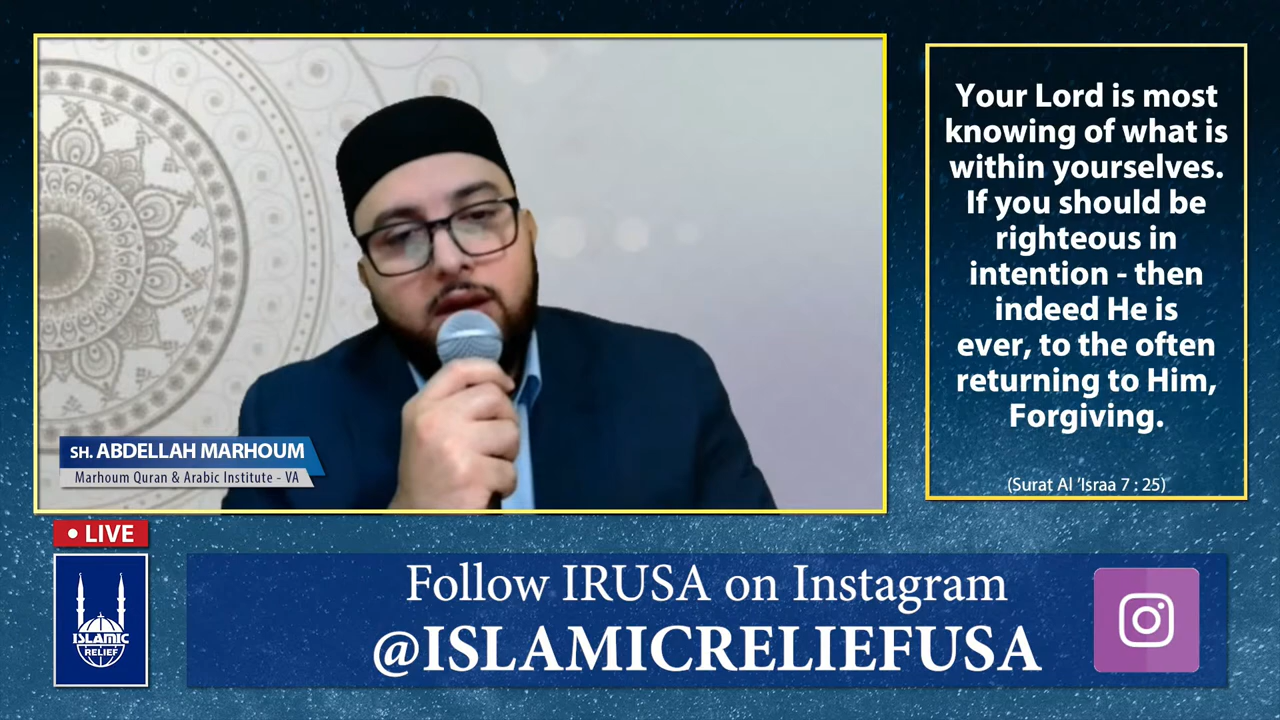 Your Lord is most
knowing of what is
within yourselves.
If you should be
righteous in
intention - then
indeed He is
ever, to the often
returning to Him,
Forgiving.
(Surat Al 'Israa 7 : 25)
SH. ABDELLAH MARHOUM
Marhoum Quran & Arabic Institute - VA
• LIVE
ISLAMIC
RELIEF
Follow IRUSA on Instagram
@ISLAMICRELIEFUSA